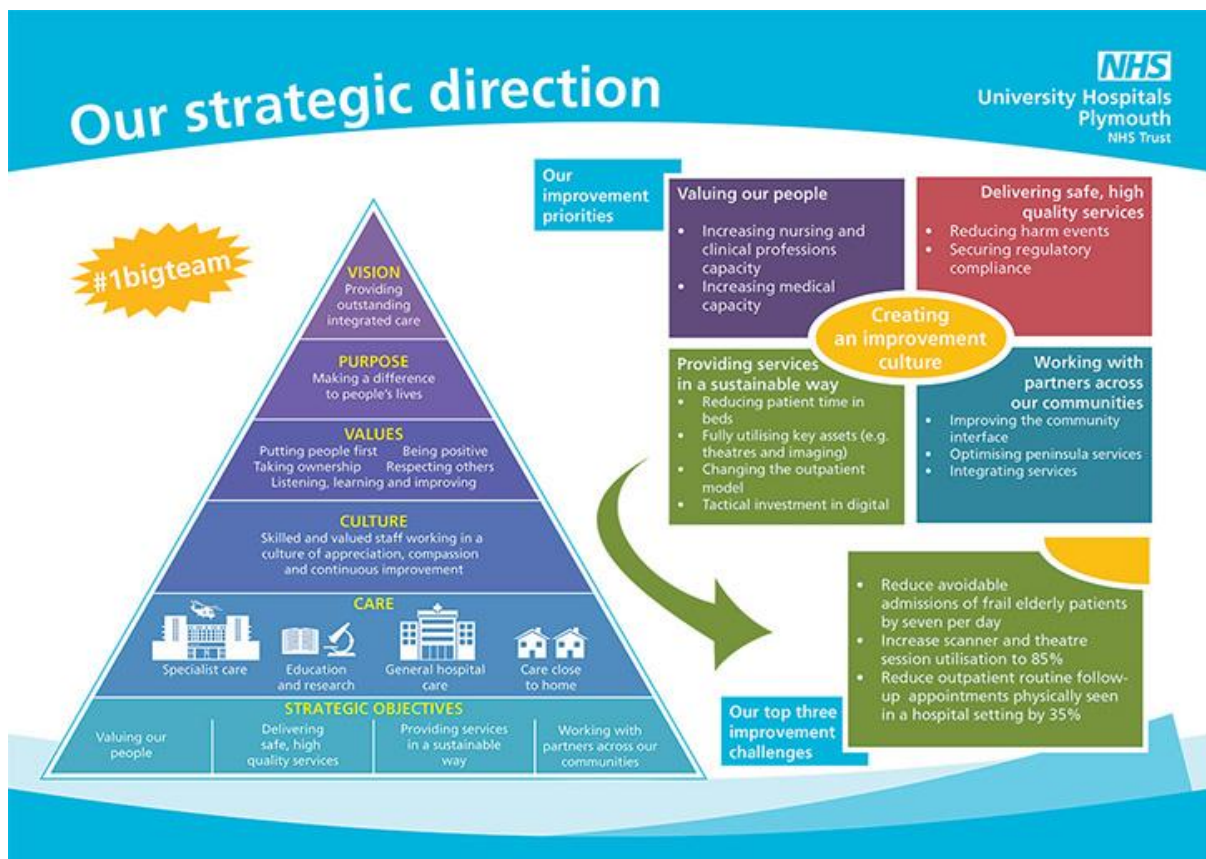 Our strategic direction
NHS
University Hospitals
Plymouth
NHS Trust
#1bigteam
VISION
Providing
outstanding
integrated care
PURPOSE
Making a difference
to people's lives
VALUES
Putting people first Being positive
Taking ownership Respecting others
Listening, learning and improving
CULTURE
Skilled and valued staff working in a
culture of appreciation, compassion
and continuous improvement
CARE
Specialist care
Education
and research
General hospital
care
Care close
to home
STRATEGIC OBJECTIVES
Valuing our
people
Delivering
safe, high
quality services
Providing services
in a sustainable
way
Working with
partners across our
communities
Our
improvement
priorities
Valuing our people
• Increasing nursing and
clinical professions
capacity
• Increasing medical
capacity
Delivering safe, high
quality services
• Reducing harm events
• Securing regulatory
compliance
Creating
an improvement
culture
Providing services
in a sustainable way
• Reducing patient time in
beds
• Fully utilising key assets (e.g.
theatres and imaging)
• Changing the outpatient
model
• Tactical investment in digital
Working with
partners across
our communities
• Improving the community
interface
• Optimising peninsula services
• Integrating services
Our top three
improvement
challenges
• Reduce avoidable
admissions of frail elderly patients
by seven per day
• Increase scanner and theatre
session utilisation to 85%
• Reduce outpatient routine follow-
up appointments physically seen
in a hospital setting by 35%